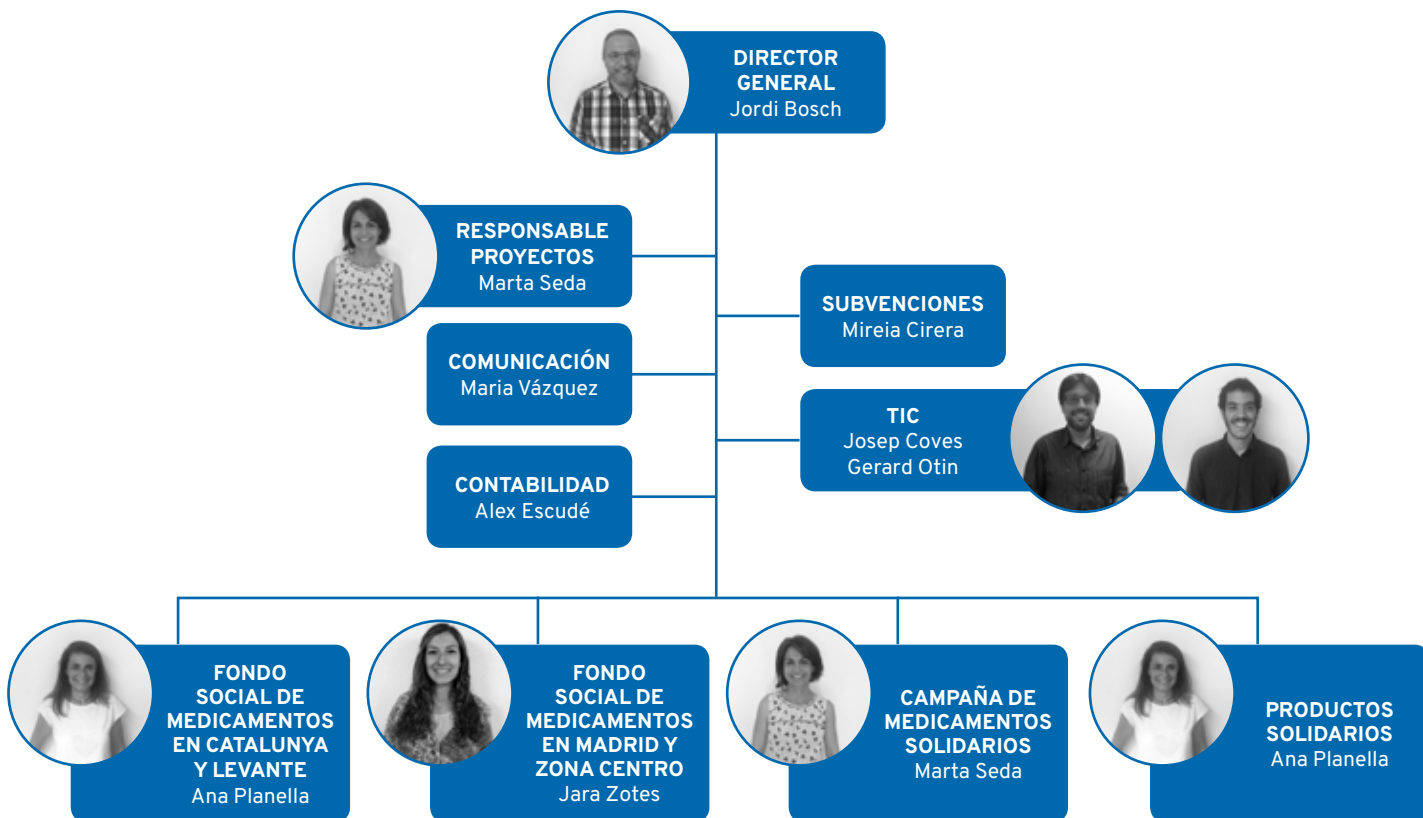 DIRECTOR
GENERAL
Jordi Bosch
RESPONSABLE
PROYECTOS
Marta Seda
SUBVENCIONES
Mireia Cirera
COMUNICACIÓN
Maria Vázquez
TIC
Josep Coves
Gerard Otin
CONTABILIDAD
Alex Escudé
FONDO
SOCIAL DE
MEDICAMENTOS
EN CATALUNYA
Y LEVANTE
Ana Planella
FONDO
SOCIAL DE
MEDICAMENTOS
EN MADRID Y
ZONA CENTRO
Jara Zotes
CAMPAÑA DE
MEDICAMENTOS
SOLIDARIOS
Marta Seda
PRODUCTOS
SOLIDARIOS
Ana Planella